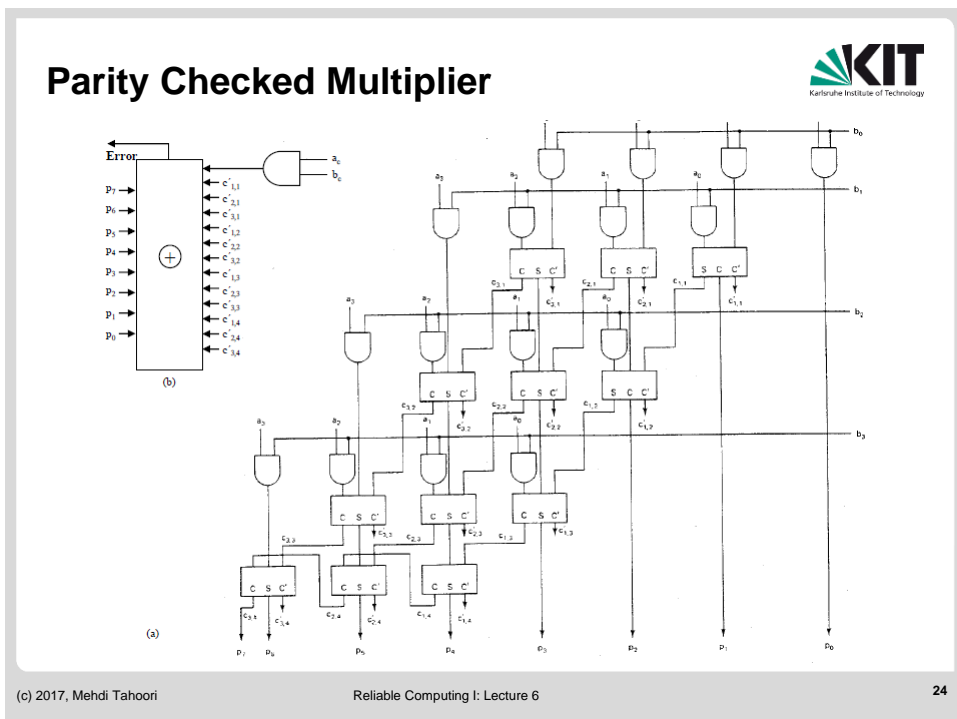 Parity Checked Multiplier
KIT
Karlsruhe Institute of Technology
Error
a_c
b_c
p7
p6
p5
p4
p3
p2
p1
p0
+
c'1,1
c'2,1
c'3,1
c'1,2
c'2,2
c'3,2
c'1,3
c'2,3
c'3,3
c'1,4
c'2,4
c'3,4
(b)
b0
a3 a2 a1 a0 b1
C S C' C S C' S C C'
c3,1 c'3,1 c2,1 c'2,1 c1,1 c'1,1
a3 a2 a1 a0 b2
C S C' C S C' S C C'
c3,2 c'3,2 c2,2 c'2,2 c1,2 c'1,2
a3 a2 a1 a0 b3
C S C' C S C' C S C'
c3,3 c'3,3 c2,3 c'2,3 c1,3 c'1,3
C S C' C S C' C S C'
c'3,4 c2,4 c'2,4 c1,4 c'1,4
(a)
p7 p6 p5 p4 p3 p2 p1 p0
(c) 2017, Mehdi Tahoori
Reliable Computing I: Lecture 6
24